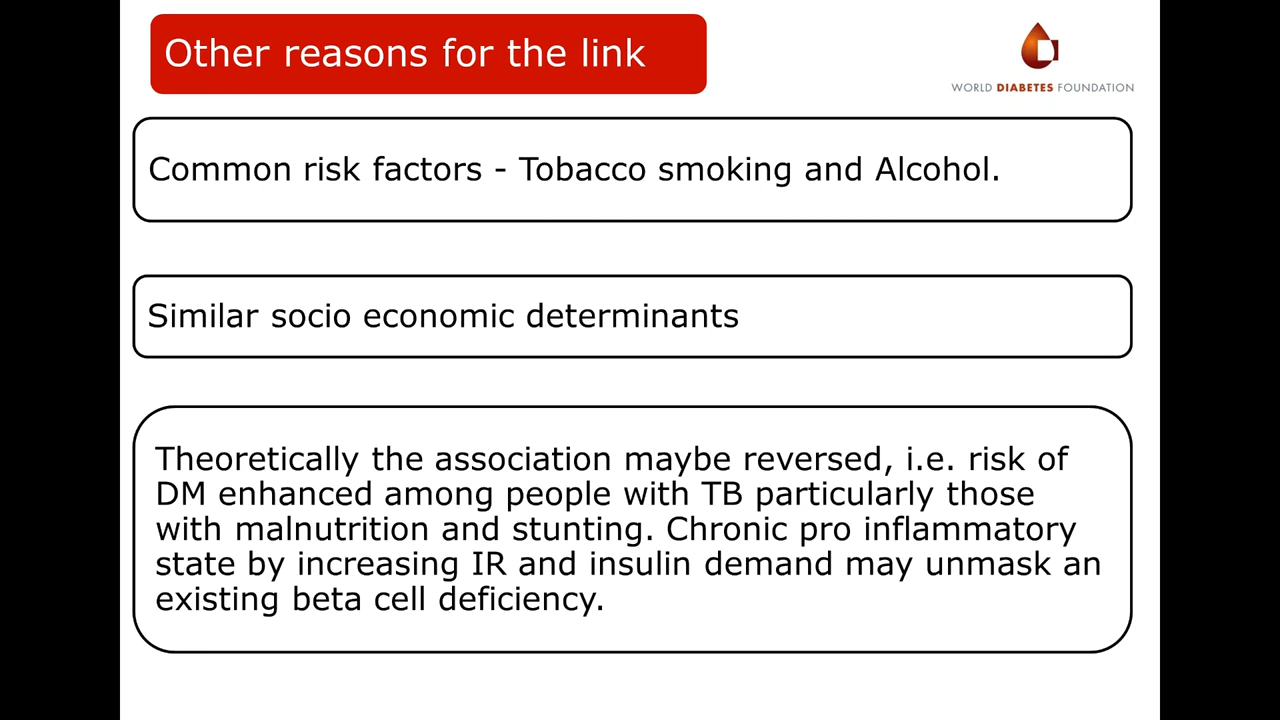 Other reasons for the link
WORLD DIABETES FOUNDATION
Common risk factors - Tobacco smoking and Alcohol.
Similar socio economic determinants
Theoretically the association maybe reversed, i.e. risk of
DM enhanced among people with TB particularly those
with malnutrition and stunting. Chronic pro inflammatory
state by increasing IR and insulin demand may unmask an
existing beta cell deficiency.